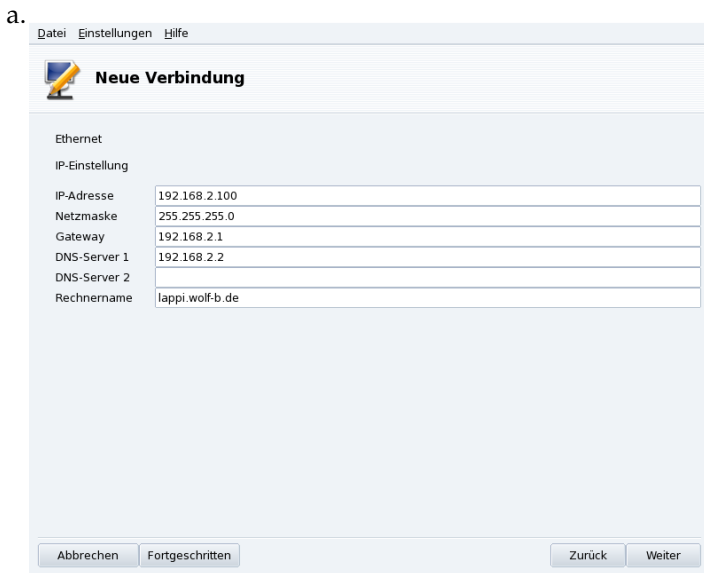 a.
Datei Einstellungen Hilfe
Neue Verbindung
Ethernet
IP-Einstellung
IP-Adresse 192.168.2.100
Netzmaske 255.255.255.0
Gateway 192.168.2.1
DNS-Server 1 192.168.2.2
DNS-Server 2
Rechnername lappi.wolf-b.de
Abbrechen Fortgeschritten Zurück Weiter